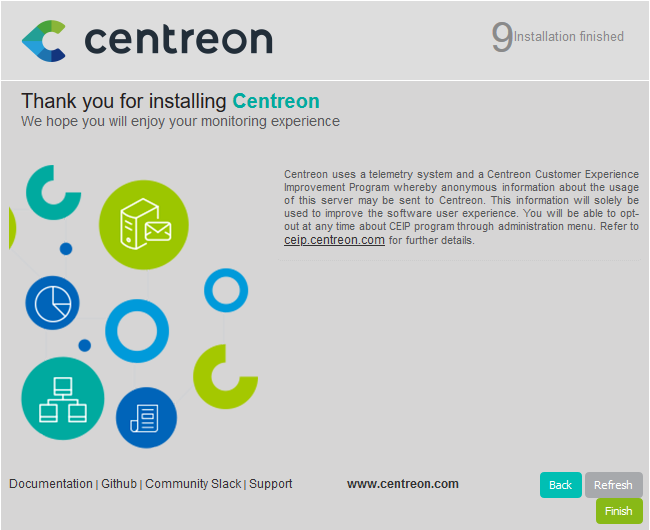 centreon
9 Installation finished
Thank you for installing Centreon
We hope you will enjoy your monitoring experience
Centreon uses a telemetry system and a Centreon Customer Experience
Improvement Program whereby anonymous information about the usage
of this server may be sent to Centreon. This information will solely be
used to improve the software user experience. You will be able to opt-
out at any time about CEIP program through administration menu. Refer to
ceip.centreon.com for further details.
Documentation | Github | Community Slack | Support
www.centreon.com
Back
Refresh
Finish